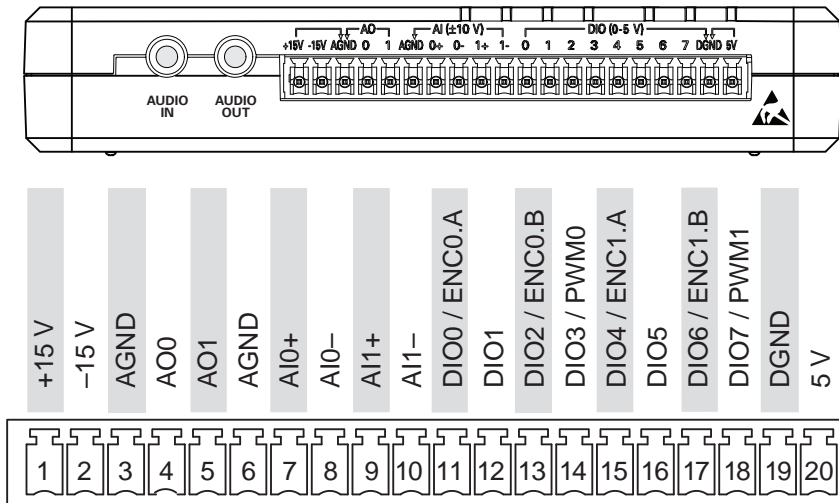 AO AI (±10 V) DIO (0-5 V)
+15V -15V AGND 0 1 AGND 0+ 0- 1+ 1- 0 1 2 3 4 5 6 7 DGND 5V
AUDIO IN
AUDIO OUT
+15 V
–15 V
AGND
AO0
AO1
AGND
AI0+
AI0–
AI1+
AI1–
DIO0 / ENC0.A
DIO1
DIO2 / ENC0.B
DIO3 / PWM0
DIO4 / ENC1.A
DIO5
DIO6 / ENC1.B
DIO7 / PWM1
DGND
5 V
1 2 3 4 5 6 7 8 9 10 11 12 13 14 15 16 17 18 19 20